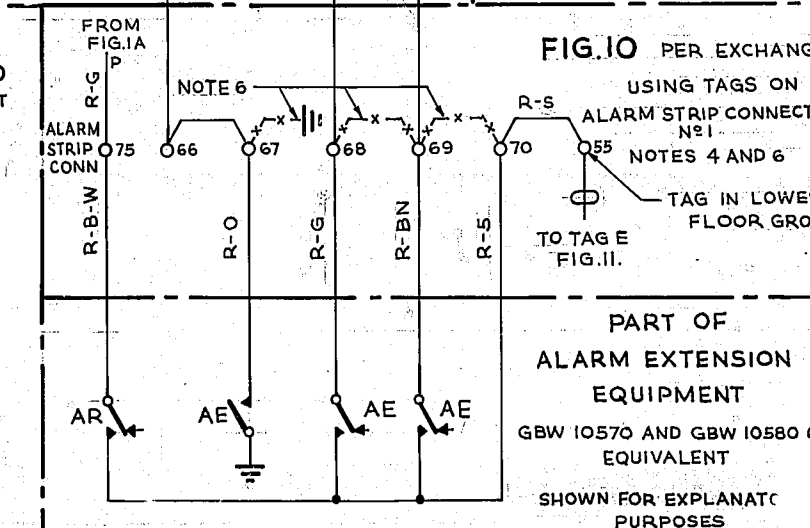 FROM
FIG.1A
P
R-G
NOTE 6
ALARM
STRIP
CONN
75
66
67
68
69
70
55
R-S
R-B-W
R-O
R-G
R-BN
R-S
FIG.10 PER EXCHANG
USING TAGS ON
ALARM STRIP CONNECT
Nº1
NOTES 4 AND 6
TAG IN LOWE
FLOOR GRO
TO TAG E
FIG.11.
AR
AE
AE
AE
PART OF
ALARM EXTENSION
EQUIPMENT
GBW 10570 AND GBW 10580
EQUIVALENT
SHOWN FOR EXPLANATO
PURPOSES